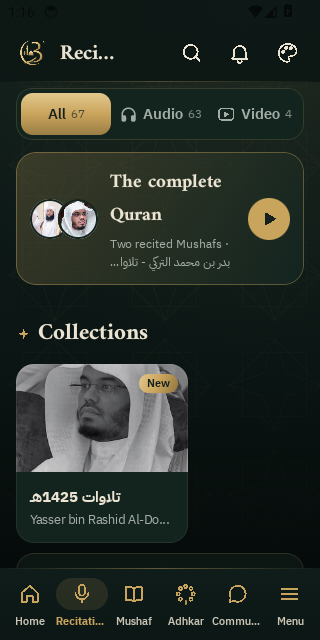 1:16
Reci...
All 67
Audio 63
Video 4
The complete
Quran
Two recited Mushafs ·
بدر بن محمد التركي - تلاوا...
Collections
New
تلاوات 1425هـ
Yasser bin Rashid Al-Do...
Home
Recitati...
Mushaf
Adhkar
Commu...
Menu